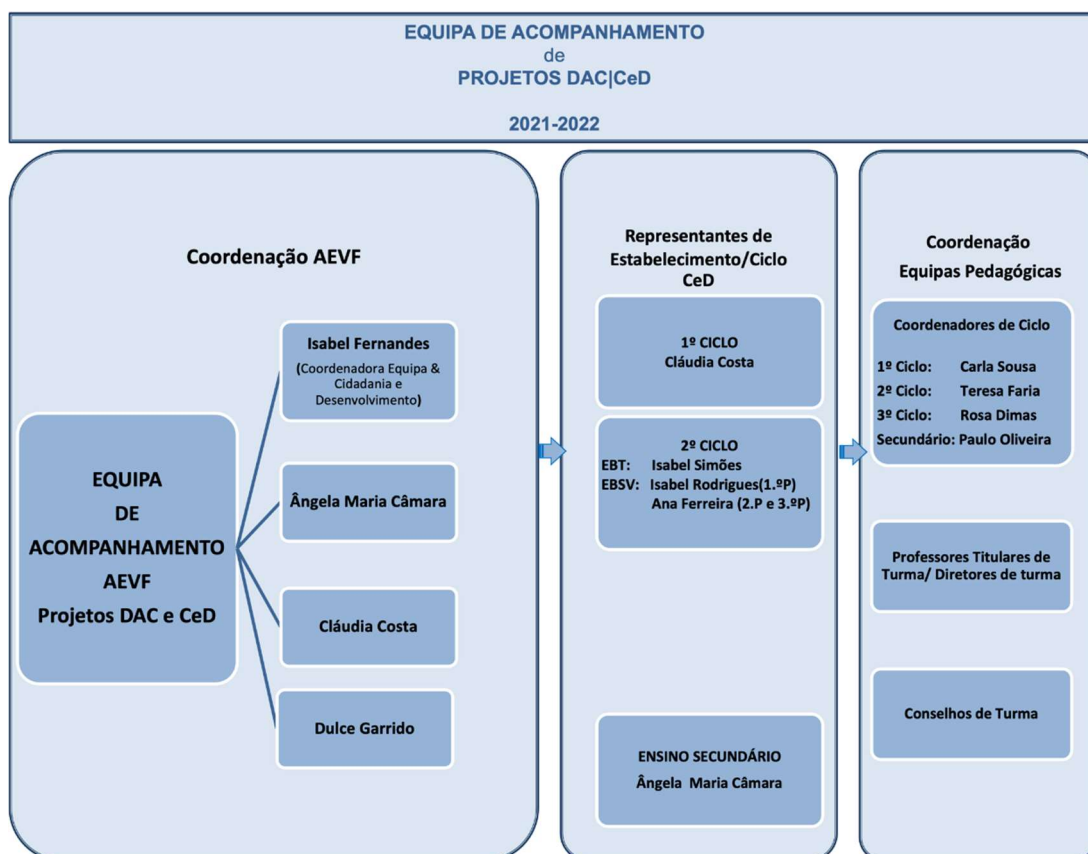 EQUIPA DE ACOMPANHAMENTO
de
PROJETOS DAC|CeD
2021-2022
Coordenação AEVF
EQUIPA
DE
ACOMPANHAMENTO
AEVF
Projetos DAC e CeD
Isabel Fernandes
(Coordenadora Equipa &
Cidadania e
Desenvolvimento)
Ângela Maria Câmara
Cláudia Costa
Dulce Garrido
Representantes de
Estabelecimento/Ciclo
CeD
1º CICLO
Cláudia Costa
2º CICLO
EBT: Isabel Simões
EBSV: Isabel Rodrigues(1.ºP)
Ana Ferreira (2.P e 3.ºP)
ENSINO SECUNDÁRIO
Ângela Maria Câmara
Coordenação
Equipas Pedagógicas
Coordenadores de Ciclo
1º Ciclo: Carla Sousa
2º Ciclo: Teresa Faria
3º Ciclo: Rosa Dimas
Secundário: Paulo Oliveira
Professores Titulares de
Turma/ Diretores de turma
Conselhos de Turma